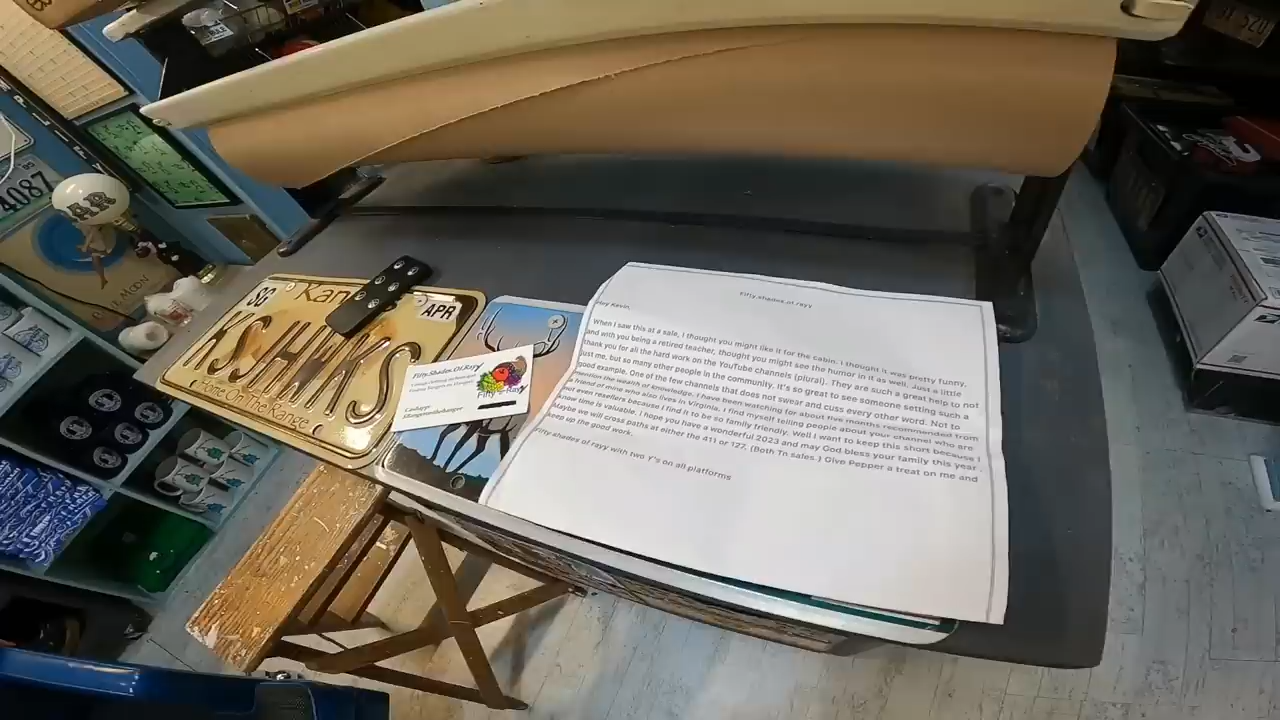 Fifty shades of rayy
Hey Kevin,
When I saw this at a sale, I thought you might like it for the cabin. I thought it was pretty funny,
and with you being a retired teacher, thought you might see the humor in it as well. Just a little
thank you for all the hard work on the YouTube channels (plural). They are such a great help to not
just me, but so many people in the community. It's so great to see someone setting such a
good example. One of the few channels that does not swear and cuss every other word. Not to
mention the wealth of knowledge. I have been watching for about five months recommended from
a friend of mine who also lives in Virginia. I find myself telling people about your channel who are
not even resellers because I find it to be so family friendly. Well I want to keep this short because I
know time is valuable. I hope you have a wonderful 2023 and may God bless your family this year
Maybe we will cross paths at either the 411 or 127. (Both Tn sales.) Give Pepper a treat on me and
keep up the good work.
Fifty shades of rayy with two Y's on all platforms
SG
Kan
APR
KSHWKS
Home On The Range
Fifty Shades Of Rayy
Fifty Rayy
Cashapp
4087
AR
MOON